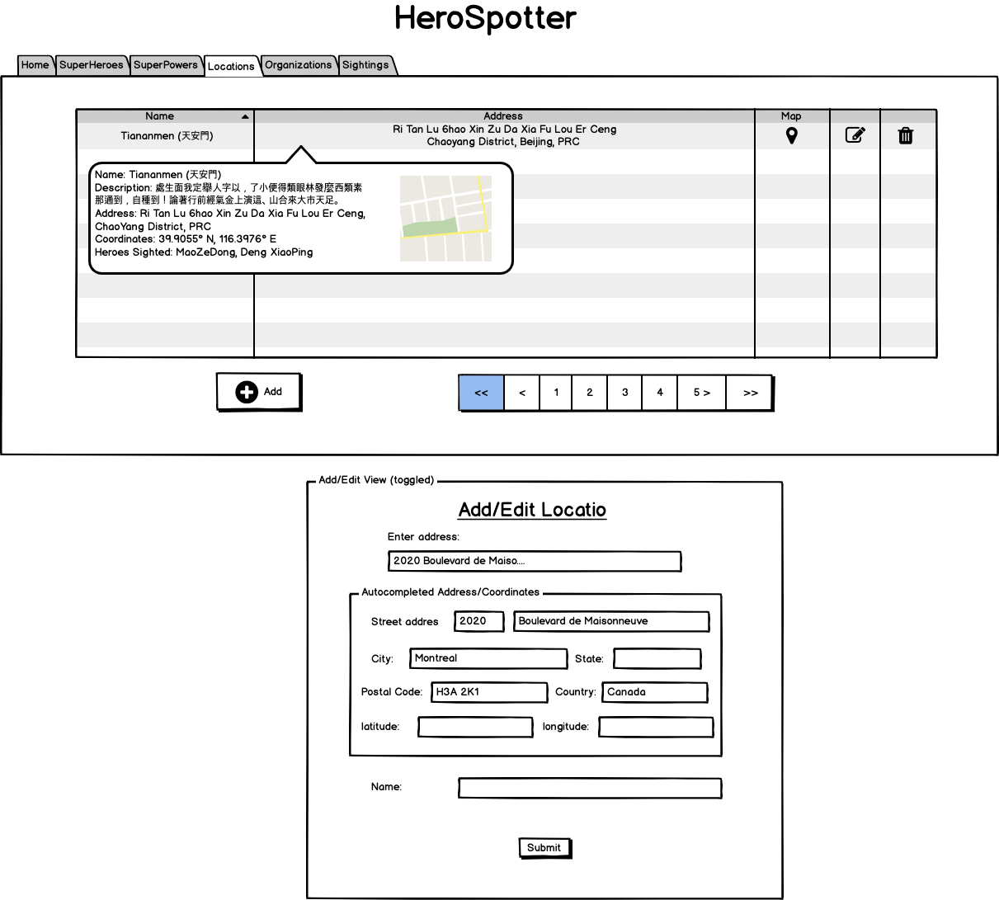 HeroSpotter
Home SuperHeroes SuperPowers Locations Organizations Sightings
Name Address Map
Tiananmen (天安門)
Ri Tan Lu 6hao Xin Zu Da Xia Fu Lou Er Ceng
Chaoyang District, Beijing, PRC
Name: Tiananmen (天安門)
Description: 處生面我定舉人字以，了小便得類眼林發麼西類素
那通到，自種到！論著行前經氣金上演這、山合來大市天足。
Address: Ri Tan Lu 6hao Xin Zu Da Xia Fu Lou Er Ceng,
ChaoYang District, PRC
Coordinates: 39.9055° N, 116.3976° E
Heroes Sighted: MaoZeDong, Deng XiaoPing
Add
<< < 1 2 3 4 5 > >>
Add/Edit View (toggled)
Add/Edit Locatio
Enter address:
2020 Boulevard de Maiso....
Autocompleted Address/Coordinates
Street addres 2020 Boulevard de Maisonneuve
City: Montreal State:
Postal Code: H3A 2K1 Country: Canada
latitude: longitude:
Name:
Submit